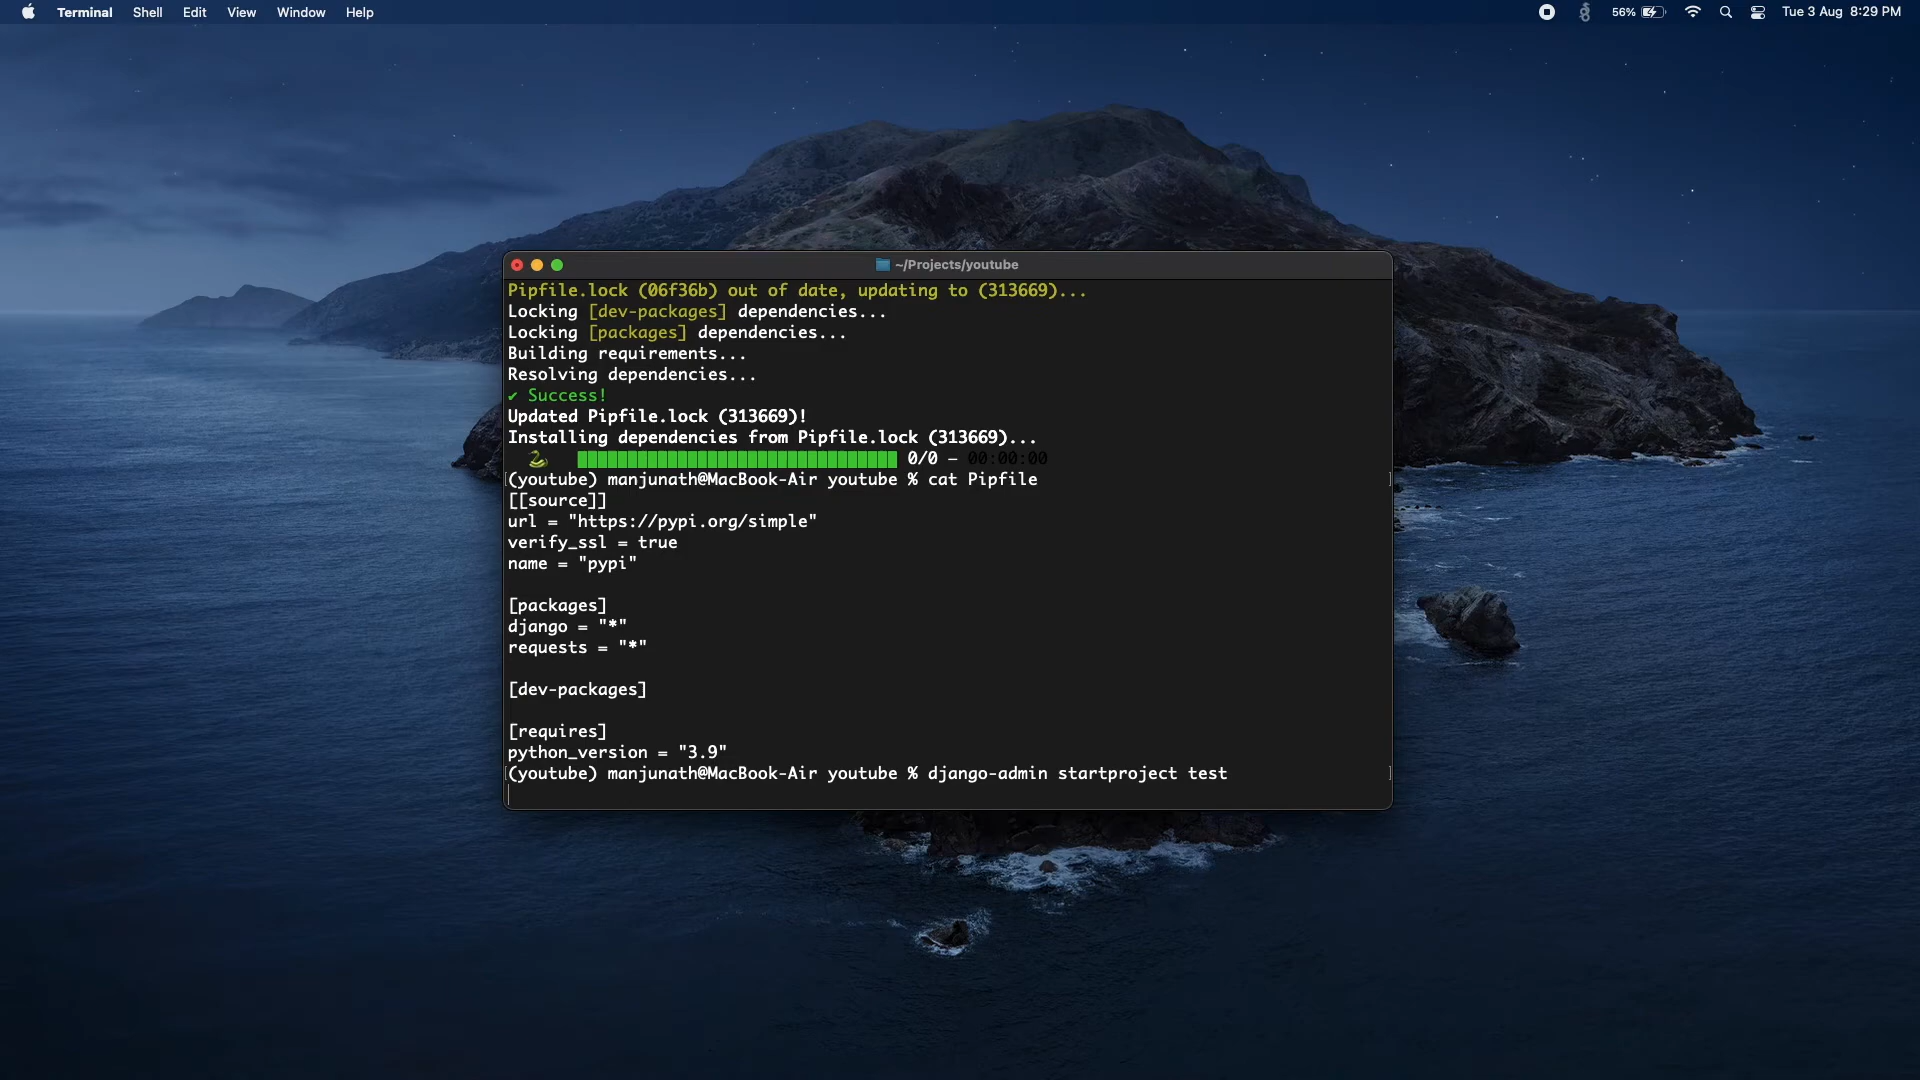 Terminal Shell Edit View Window Help 56% Tue 3 Aug 8:29 PM
~/Projects/youtube
Pipfile.lock (06f36b) out of date, updating to (313669)...
Locking [dev-packages] dependencies...
Locking [packages] dependencies...
Building requirements...
Resolving dependencies...
✔ Success!
Updated Pipfile.lock (313669)!
Installing dependencies from Pipfile.lock (313669)...
0/0 — 00:00:00
(youtube) manjunath@MacBook-Air youtube % cat Pipfile
[[source]]
url = "https://pypi.org/simple"
verify_ssl = true
name = "pypi"
[packages]
django = "*"
requests = "*"
[dev-packages]
[requires]
python_version = "3.9"
(youtube) manjunath@MacBook-Air youtube % django-admin startproject test